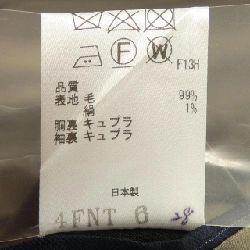 F W
F13H
品質
表地 毛 99%
絹 1%
胴裏 キュプラ
袖裏 キュプラ
日本製
4FNT 6